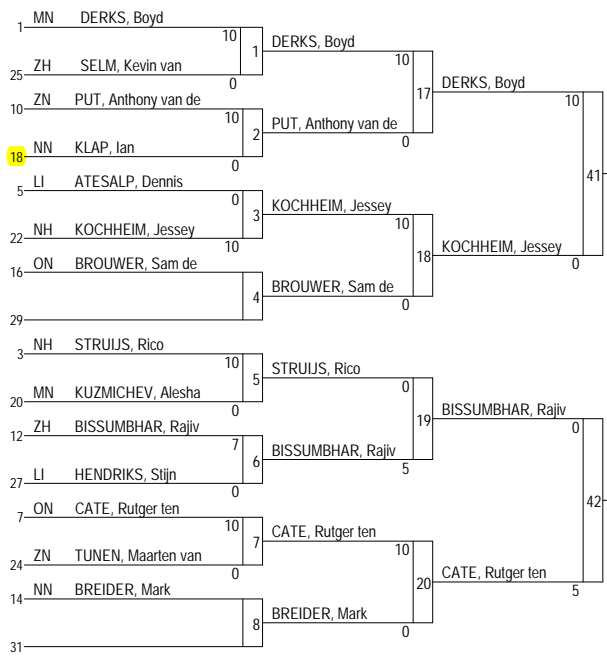 1 MN DERKS, Boyd 10
1 DERKS, Boyd 10
25 ZH SELM, Kevin van 0
17 DERKS, Boyd 10
10 ZN PUT, Anthony van de 10
2 PUT, Anthony van de 0
18 NN KLAP, Ian 0
41
5 LI ATESALP, Dennis 0
3 KOCHHEIM, Jessey 10
22 NH KOCHHEIM, Jessey 10
18 KOCHHEIM, Jessey 0
16 ON BROUWER, Sam de
4 BROUWER, Sam de 0
29
3 NH STRUIJS, Rico 10
5 STRUIJS, Rico 0
20 MN KUZMICHEV, Alesha 0
19 BISSUMBHAR, Rajiv 0
12 ZH BISSUMBHAR, Rajiv 7
6 BISSUMBHAR, Rajiv 5
27 LI HENDRIKS, Stijn 0
42
7 ON CATE, Rutger ten 10
7 CATE, Rutger ten 10
24 ZN TUNEN, Maarten van 0
20 CATE, Rutger ten 5
14 NN BREIDER, Mark
8 BREIDER, Mark 0
31